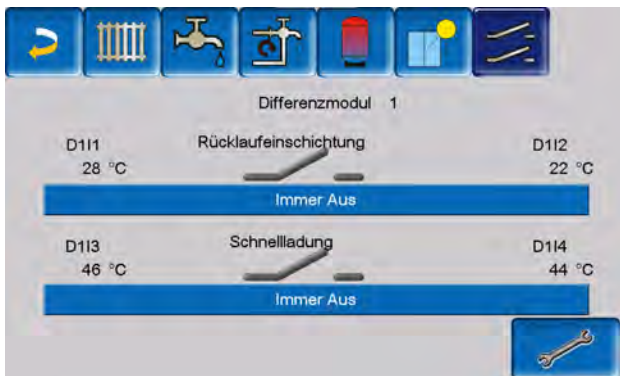 Differenzmodul 1
D1I1 Rücklaufeinschichtung D1I2
28 °C 22 °C
Immer Aus
D1I3 Schnellladung D1I4
46 °C 44 °C
Immer Aus